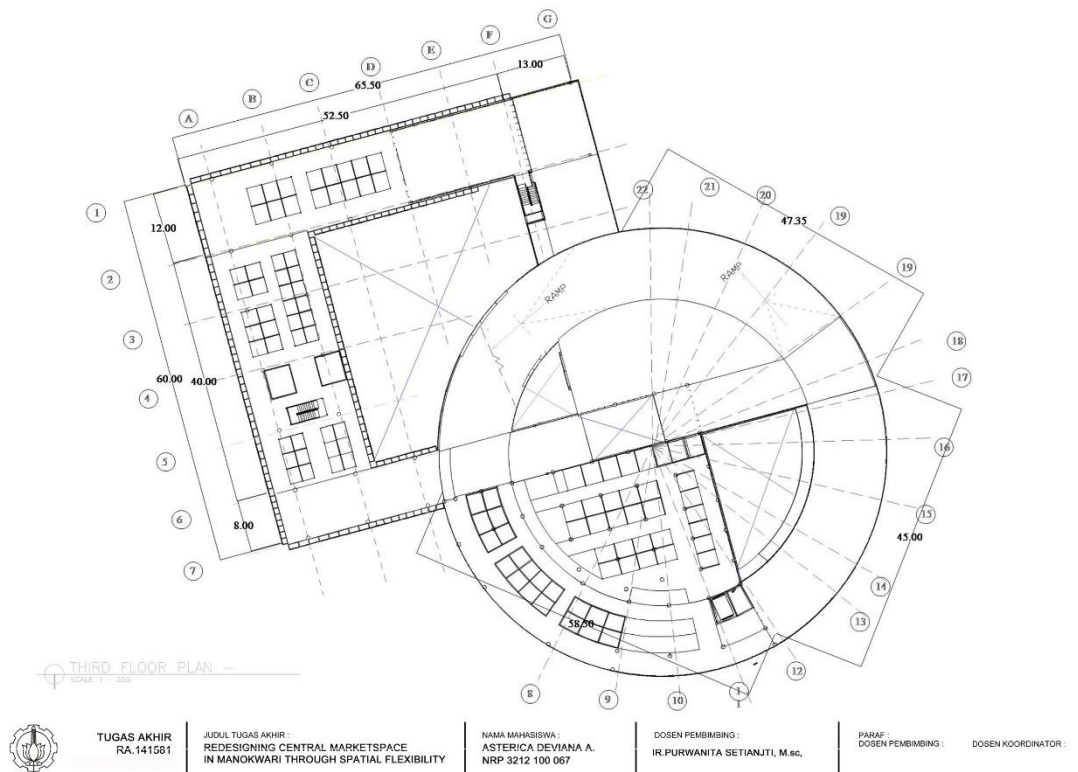 G
F
E
D
C
B
A
13.00
65.50
52.50
1
12.00
2
3
60.00
40.00
4
5
6
8.00
7
22
21
20
19
47.35
19
18
17
16
15
45.00
14
13
12
1
1
10
9
8
58.50
RAMP
RAMP
THIRD FLOOR PLAN
SCALE 1 : 200
TUGAS AKHIR
RA.141581
JUDUL TUGAS AKHIR :
REDESIGNING CENTRAL MARKETSPACE
IN MANOKWARI THROUGH SPATIAL FLEXIBILITY
NAMA MAHASISWA :
ASTERICA DEVIANA A.
NRP 3212 100 067
DOSEN PEMBIMBING :
IR.PURWANITA SETIANJTI, M.sc,
PARAF :
DOSEN PEMBIMBING :
DOSEN KOORDINATOR :